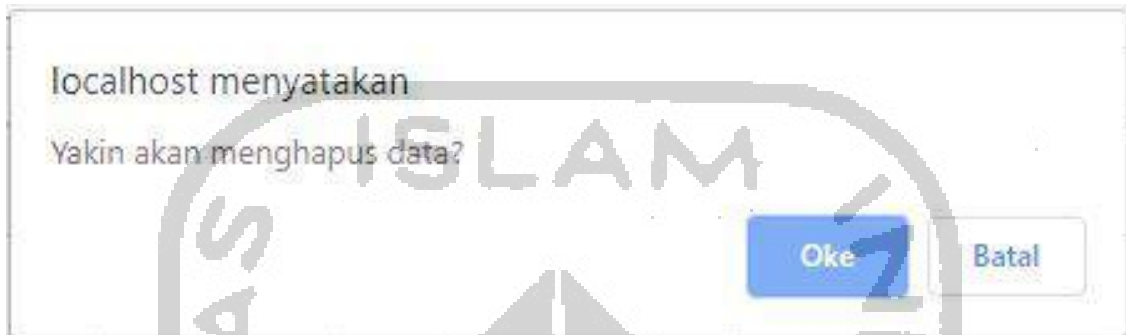 localhost menyatakan
Yakin akan menghapus data?
ISLAM
Oke
Batal